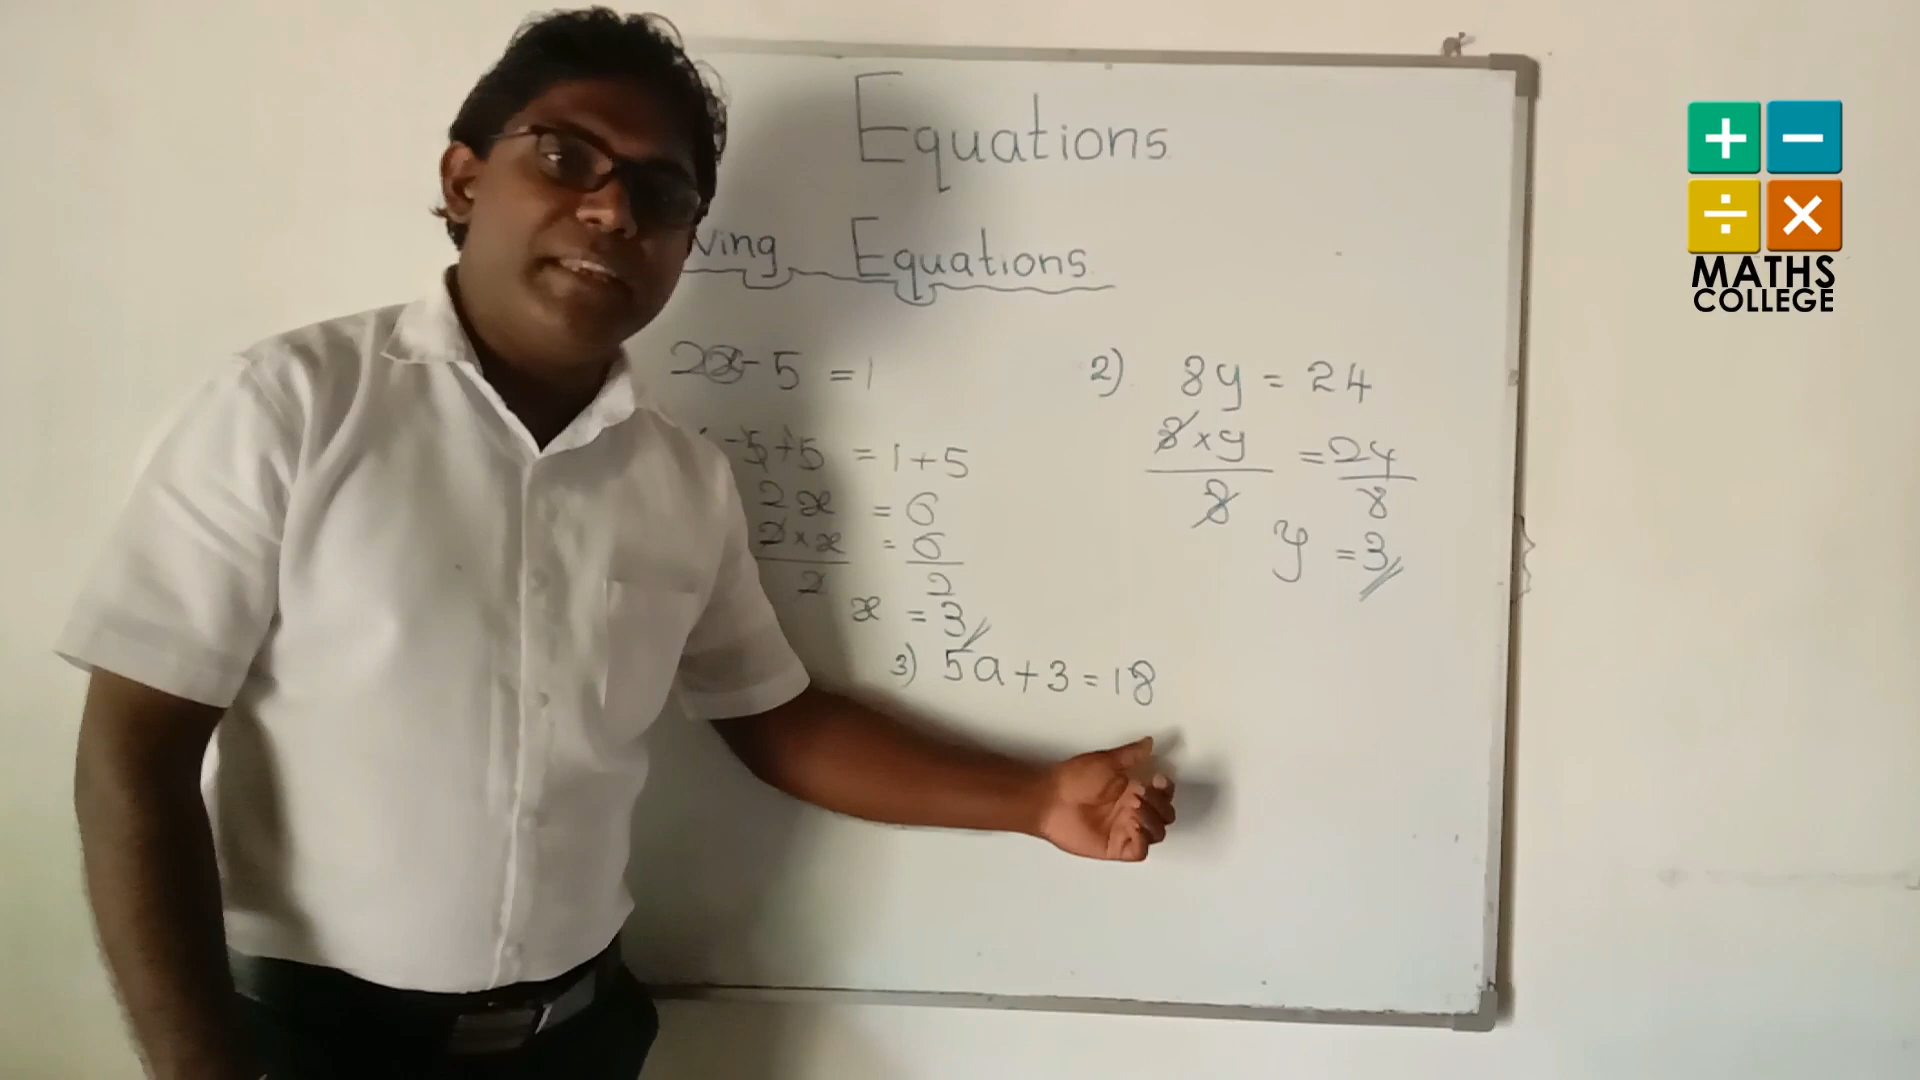 Equations
Equations
2x - 5 = 1
-5+5 = 1+5
2x = 6
2×x = 6
2 2
x = 3
2) 8y = 24
8×y = 24
8 8
y = 3
3) 5a+3 = 18
+ −
÷ ×
MATHS
COLLEGE